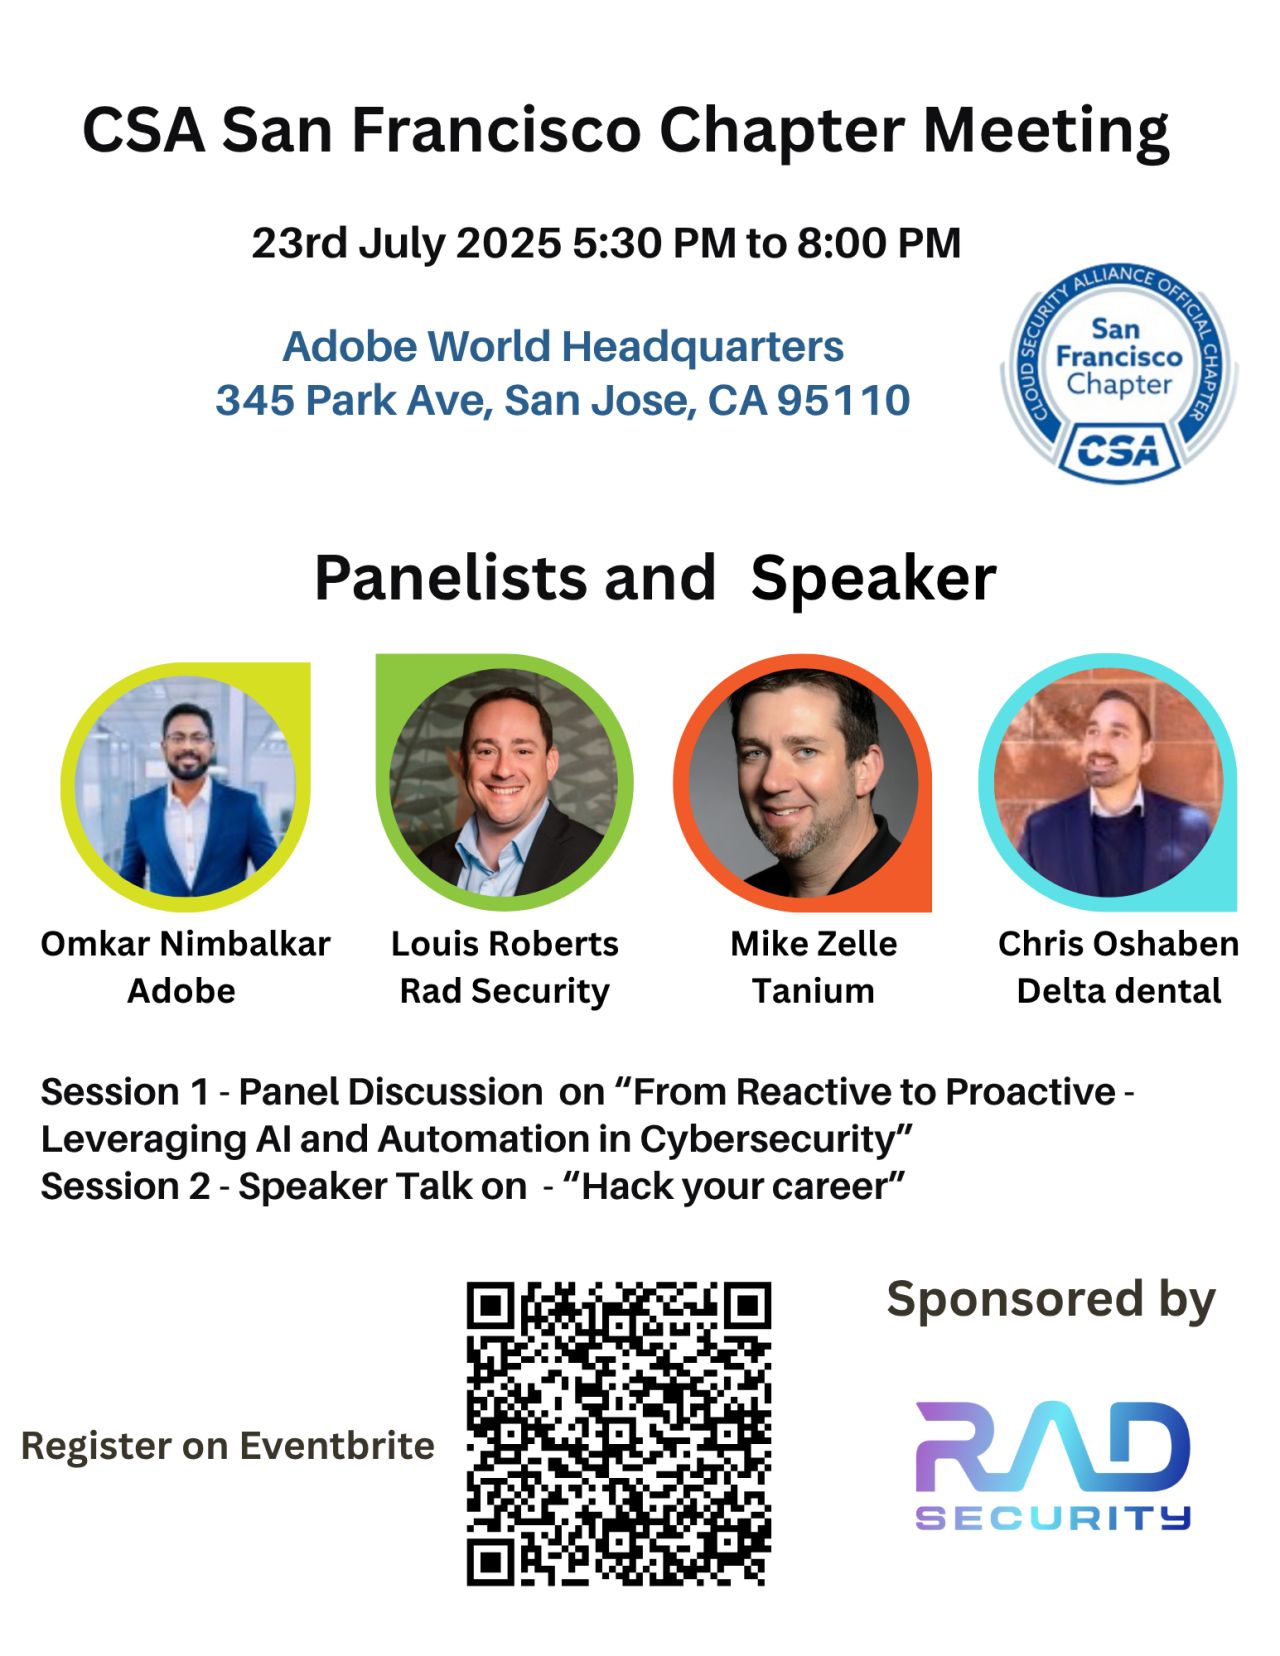 CSA San Francisco Chapter Meeting
23rd July 2025 5:30 PM to 8:00 PM
Adobe World Headquarters
345 Park Ave, San Jose, CA 95110
CLOUD SECURITY ALLIANCE OFFICIAL CHAPTER
San
Francisco
Chapter
CSA
Panelists and Speaker
Omkar Nimbalkar
Adobe
Louis Roberts
Rad Security
Mike Zelle
Tanium
Chris Oshaben
Delta dental
Session 1 - Panel Discussion on “From Reactive to Proactive -
Leveraging AI and Automation in Cybersecurity”
Session 2 - Speaker Talk on - “Hack your career”
Register on Eventbrite
Sponsored by
RAD
SECURITY